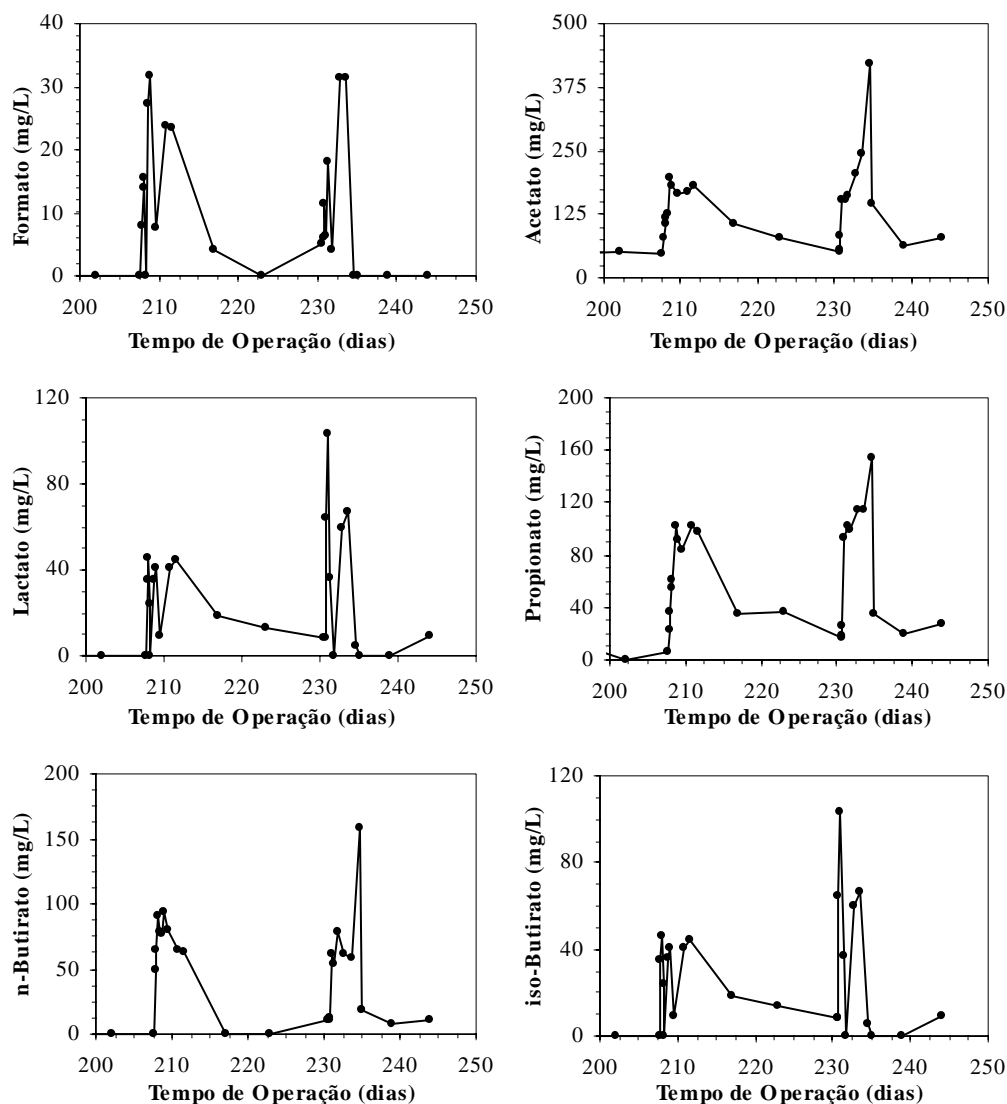 40
30
20
10
0
Formato (mg/L)
200 210 220 230 240 250
Tempo de Operação (dias)
500
375
250
125
0
Acetato (mg/L)
200 210 220 230 240 250
Tempo de Operação (dias)
120
80
40
0
Lactato (mg/L)
200 210 220 230 240 250
Tempo de Operação (dias)
200
160
120
80
40
0
Propionato (mg/L)
200 210 220 230 240 250
Tempo de Operação (dias)
200
150
100
50
0
n-Butirato (mg/L)
200 210 220 230 240 250
Tempo de Operação (dias)
120
80
40
0
iso-Butirato (mg/L)
200 210 220 230 240 250
Tempo de Operação (dias)